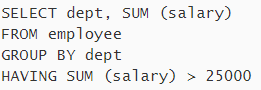 SELECT dept, SUM (salary)
FROM employee
GROUP BY dept
HAVING SUM (salary) > 25000